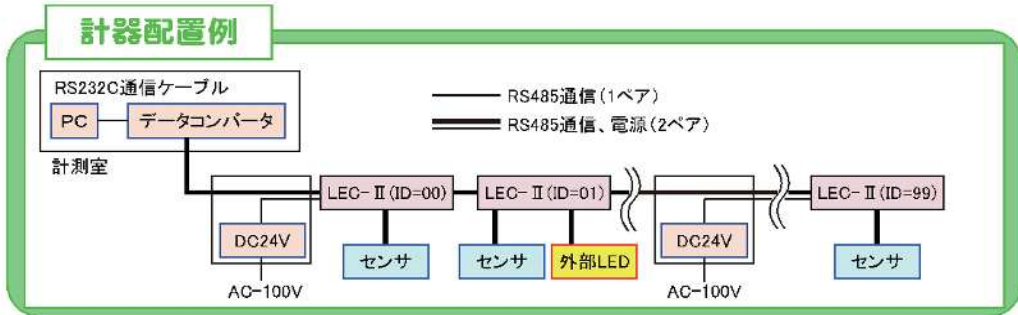 計器配置例
RS232C通信ケーブル
PC
データコンバータ
計測室
RS485通信(1ペア)
RS485通信、電源(2ペア)
LEC-Ⅱ(ID=00)
LEC-Ⅱ(ID=01)
LEC-Ⅱ(ID=99)
DC24V
センサ
センサ
外部LED
DC24V
センサ
AC-100V
AC-100V